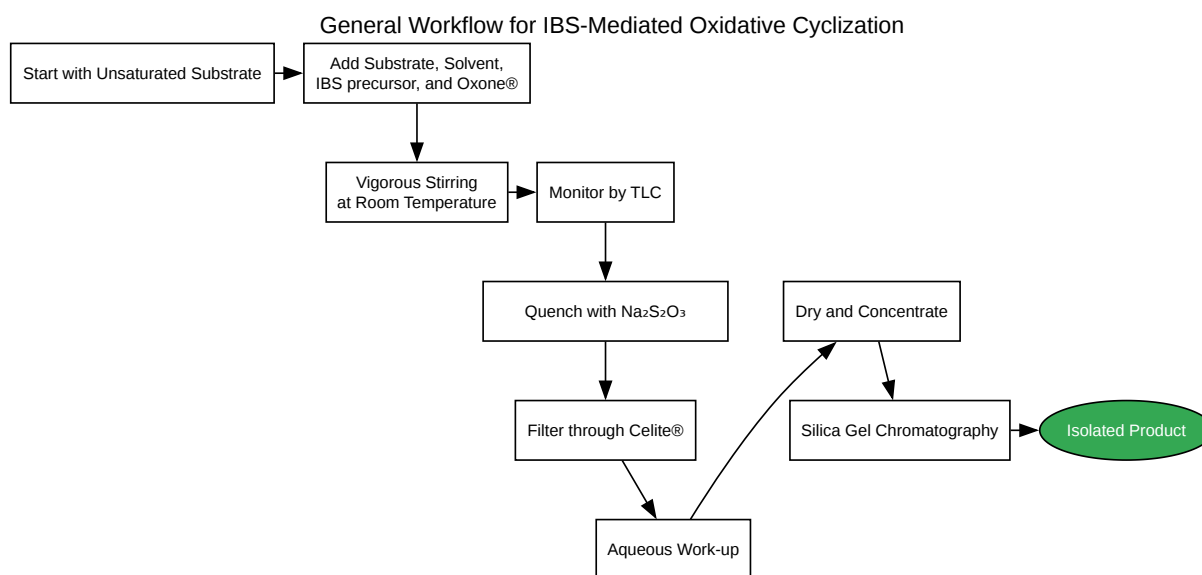 General Workflow for IBS-Mediated Oxidative Cyclization
Start with Unsaturated Substrate
Add Substrate, Solvent,
IBS precursor, and Oxone®
Vigorous Stirring
at Room Temperature
Monitor by TLC
Quench with Na₂S₂O₃
Filter through Celite®
Aqueous Work-up
Dry and Concentrate
Silica Gel Chromatography
Isolated Product